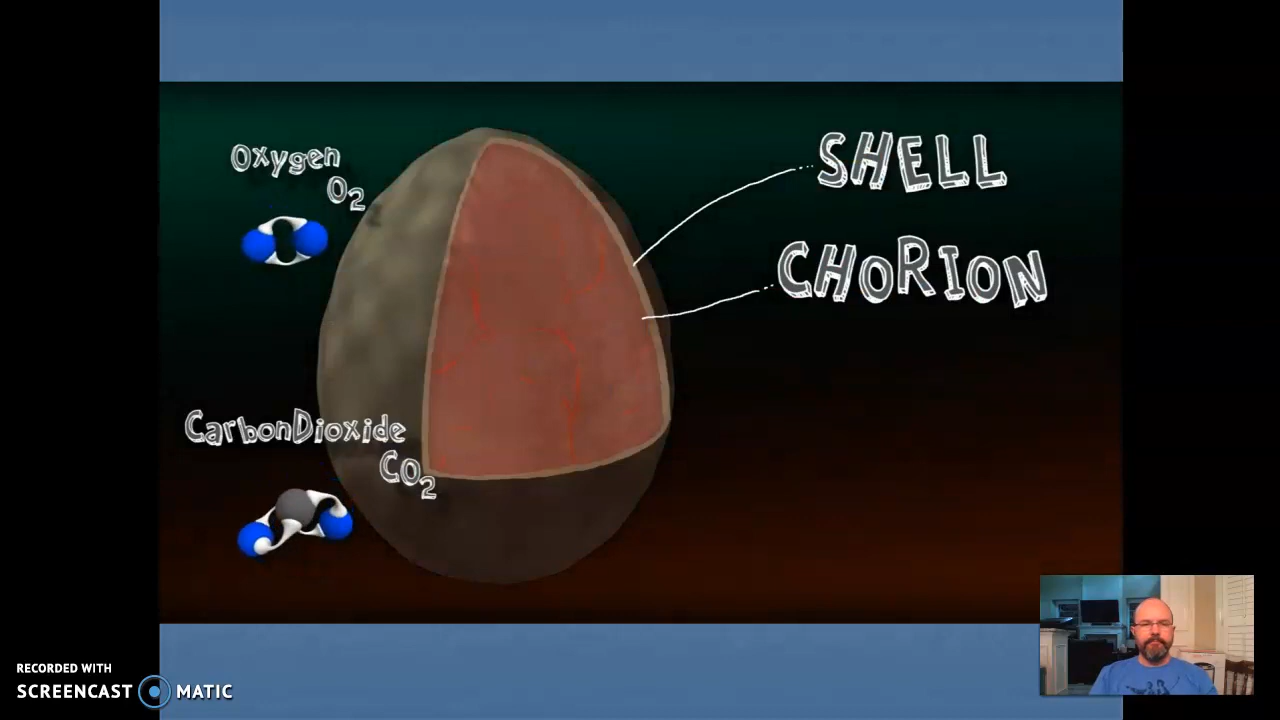 Oxygen
O2
SHELL
CHORION
CarbonDioxide
CO2
RECORDED WITH
SCREENCAST MATIC